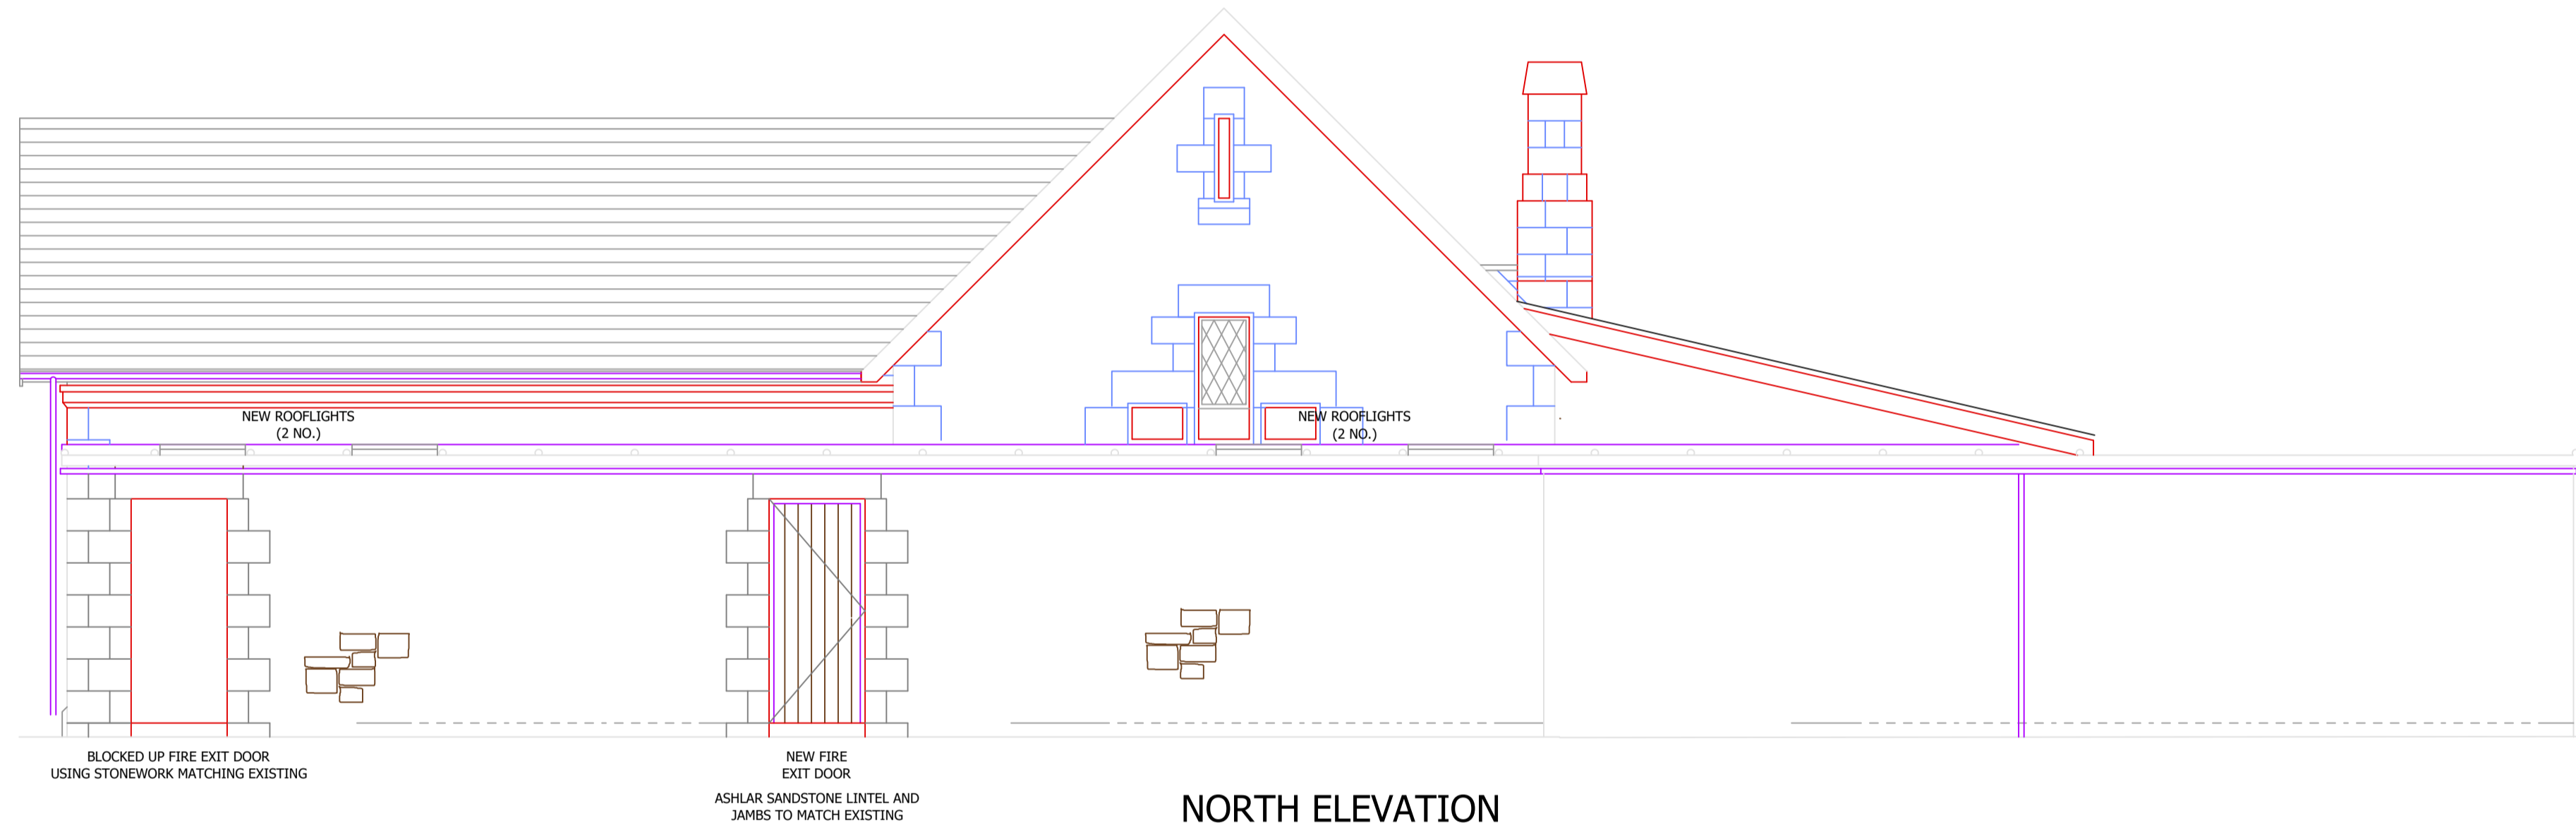 NEW ROOFLIGHTS
(2 NO.)
NEW ROOFLIGHTS
(2 NO.)
BLOCKED UP FIRE EXIT DOOR
USING STONEWORK MATCHING EXISTING
NEW FIRE
EXIT DOOR
ASHLAR SANDSTONE LINTEL AND
JAMBS TO MATCH EXISTING
NORTH ELEVATION